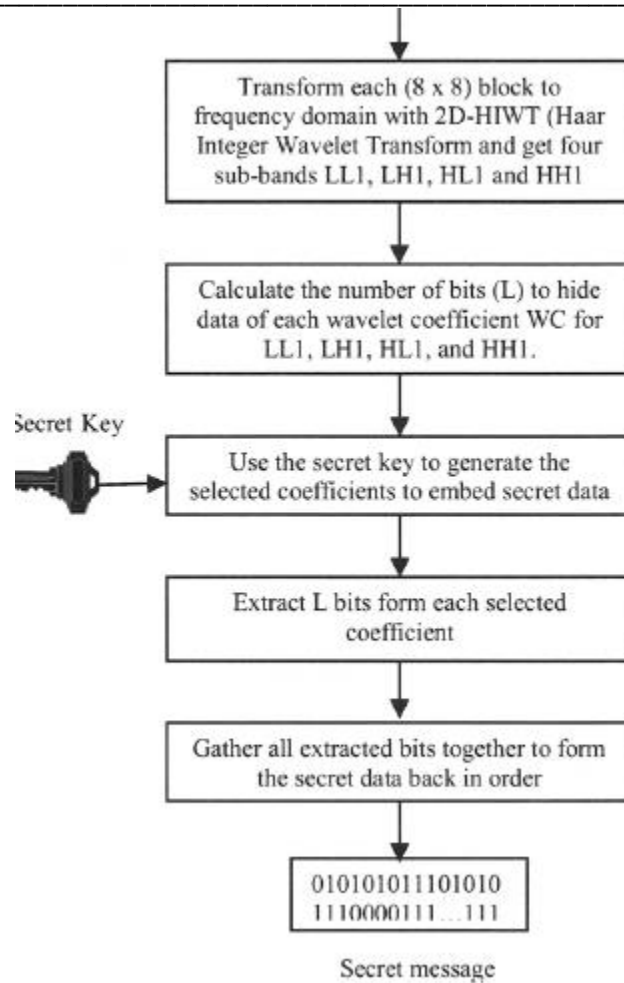 Transform each (8 x 8) block to
frequency domain with 2D-HIWT (Haar
Integer Wavelet Transform and get four
sub-bands LL1, LH1, HL1 and HH1
Calculate the number of bits (L) to hide
data of each wavelet coefficient WC for
LL1, LH1, HL1, and HH1.
Secret Key
Use the secret key to generate the
selected coefficients to embed secret data
Extract L bits form each selected
coefficient
Gather all extracted bits together to form
the secret data back in order
010101011101010
1110000111...111
Secret message